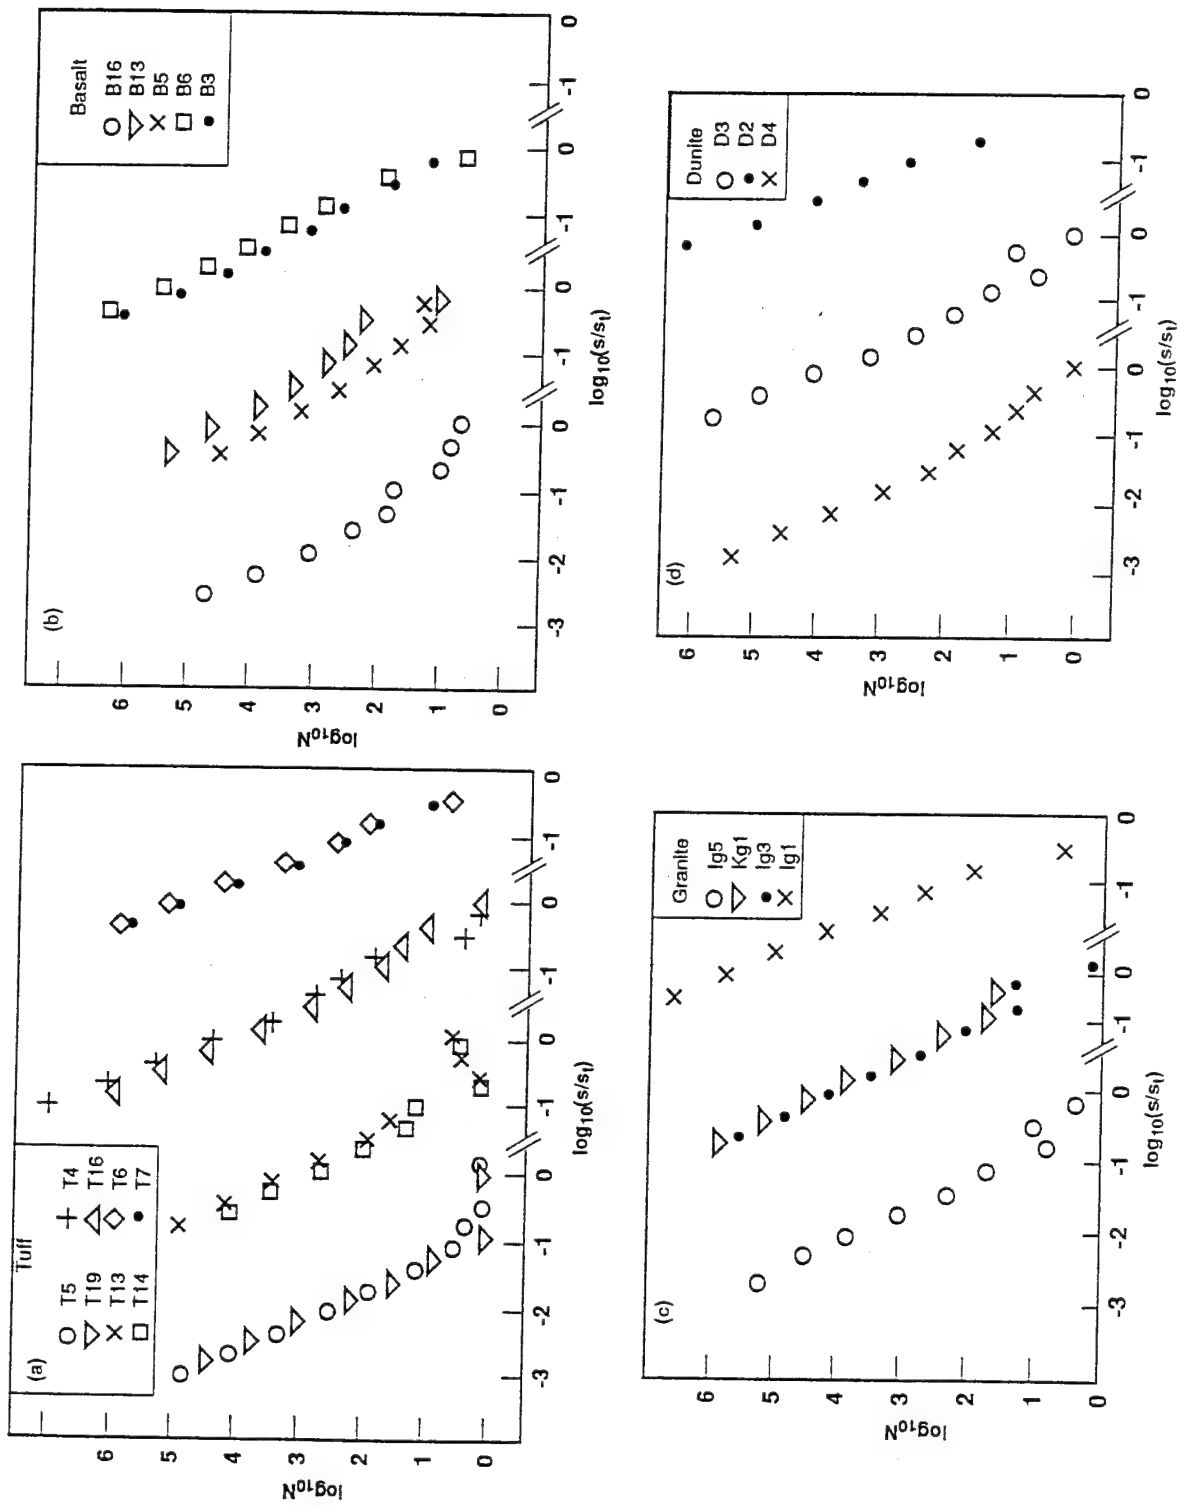 (a)
Tuff
T5 T4
T19 T16
T13 T6
T14 T7
log₁₀N
6
5
4
3
2
1
0
-3 -2 -1 0 -1 0 -1 0 -1 0
log₁₀(s/sₜ)
(b)
Basalt
B16
B13
B5
B6
B3
log₁₀N
6
5
4
3
2
1
0
-3 -2 -1 0 -1 0 -1 0 -1 0
log₁₀(s/sₜ)
(c)
Granite
Ig5
Kg1
Ig3
Ig1
log₁₀N
6
5
4
3
2
1
0
-3 -2 -1 0 -1 0 -1 0
log₁₀(s/sₜ)
(d)
Dunite
D3
D2
D4
log₁₀N
6
5
4
3
2
1
0
-3 -2 -1 0 -1 0 -1 0
log₁₀(s/sₜ)